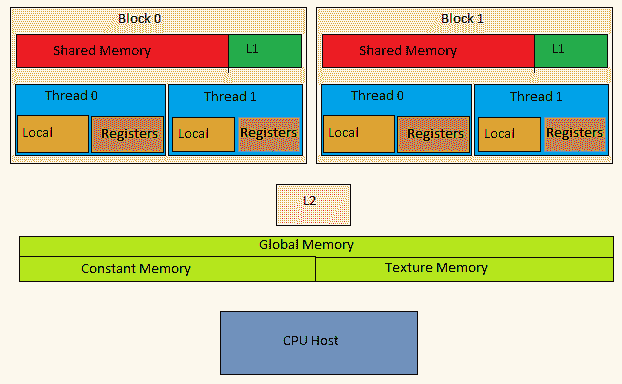 Block 0
Block 1
Shared Memory
L1
Shared Memory
L1
Thread 0
Thread 1
Thread 0
Thread 1
Local
Registers
Local
Registers
Local
Registers
Local
Registers
L2
Global Memory
Constant Memory
Texture Memory
CPU Host